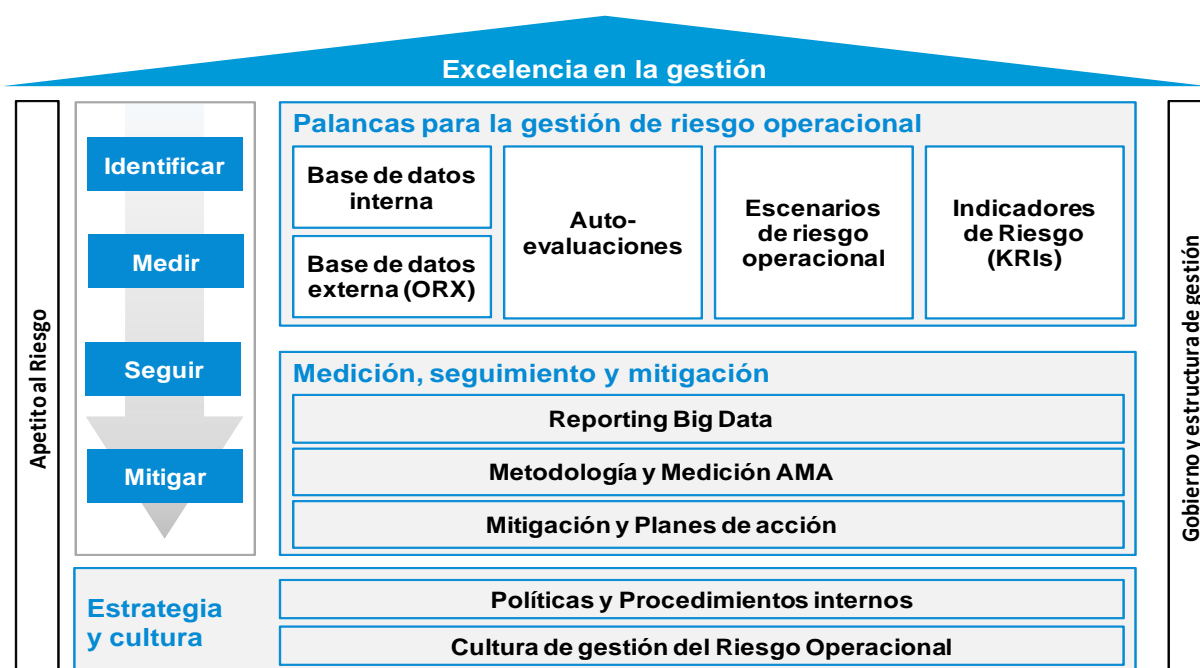 Excelencia en la gestión
Apetito al Riesgo
Identificar
Medir
Seguir
Mitigar
Palancas para la gestión de riesgo operacional
Base de datos
interna
Base de datos
externa (ORX)
Auto-
evaluaciones
Escenarios
de riesgo
operacional
Indicadores
de Riesgo
(KRIs)
Medición, seguimiento y mitigación
Reporting Big Data
Metodología y Medición AMA
Mitigación y Planes de acción
Estrategia
y cultura
Políticas y Procedimientos internos
Cultura de gestión del Riesgo Operacional
Gobierno y estructura de gestión